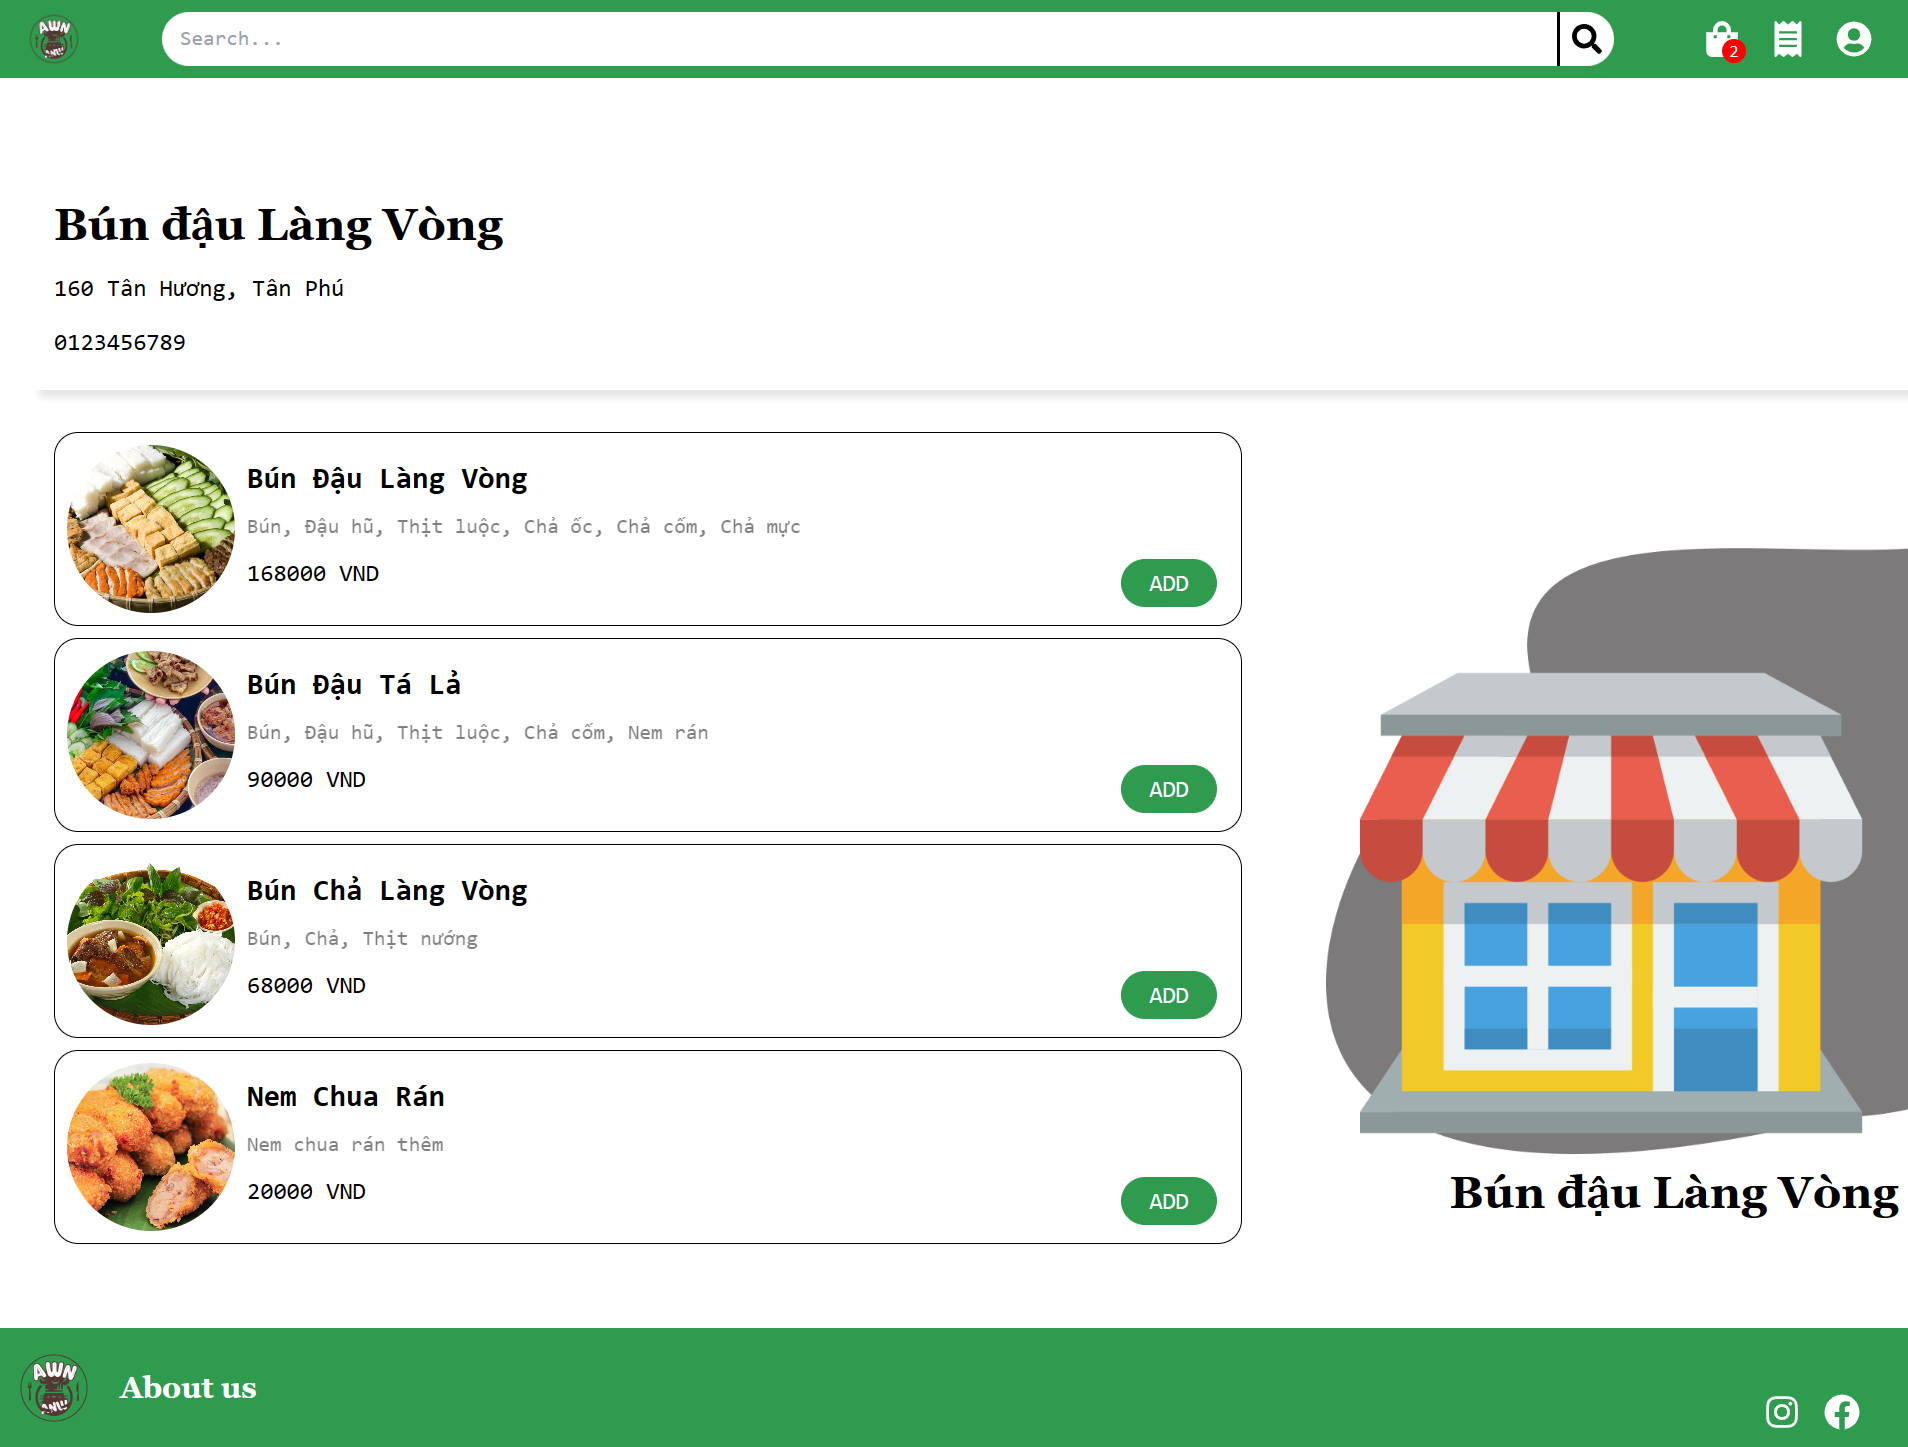 AWN
ANLII
Search...
2
Bún đậu Làng Vòng
160 Tân Hương, Tân Phú
0123456789
Bún Đậu Làng Vòng
Bún, Đậu hũ, Thịt luộc, Chả ốc, Chả cốm, Chả mực
168000 VND
ADD
Bún Đậu Tá Lả
Bún, Đậu hũ, Thịt luộc, Chả cốm, Nem rán
90000 VND
ADD
Bún Chả Làng Vòng
Bún, Chả, Thịt nướng
68000 VND
ADD
Nem Chua Rán
Nem chua rán thêm
20000 VND
ADD
Bún đậu Làng Vòng
AWN
About us